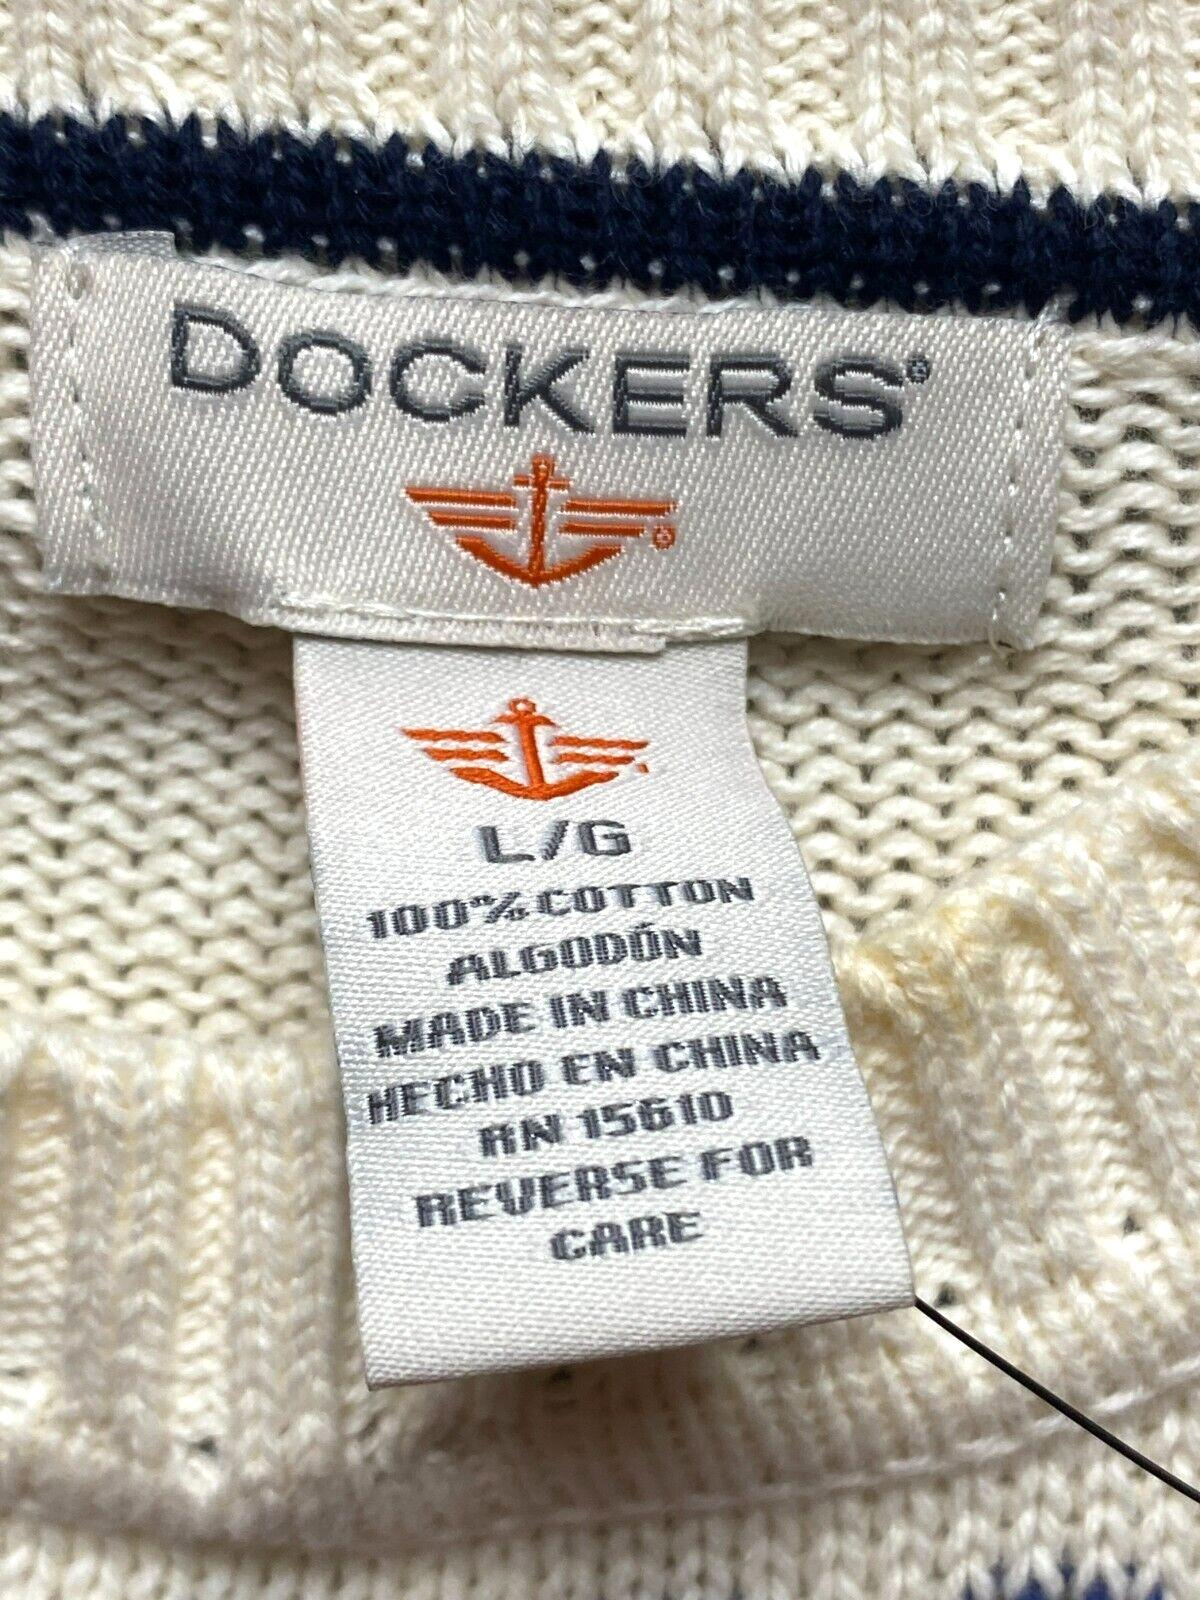 DOCKERS®
®
L/G
100% COTTON
ALGODÓN
MADE IN CHINA
HECHO EN CHINA
RN 15610
REVERSE FOR
CARE